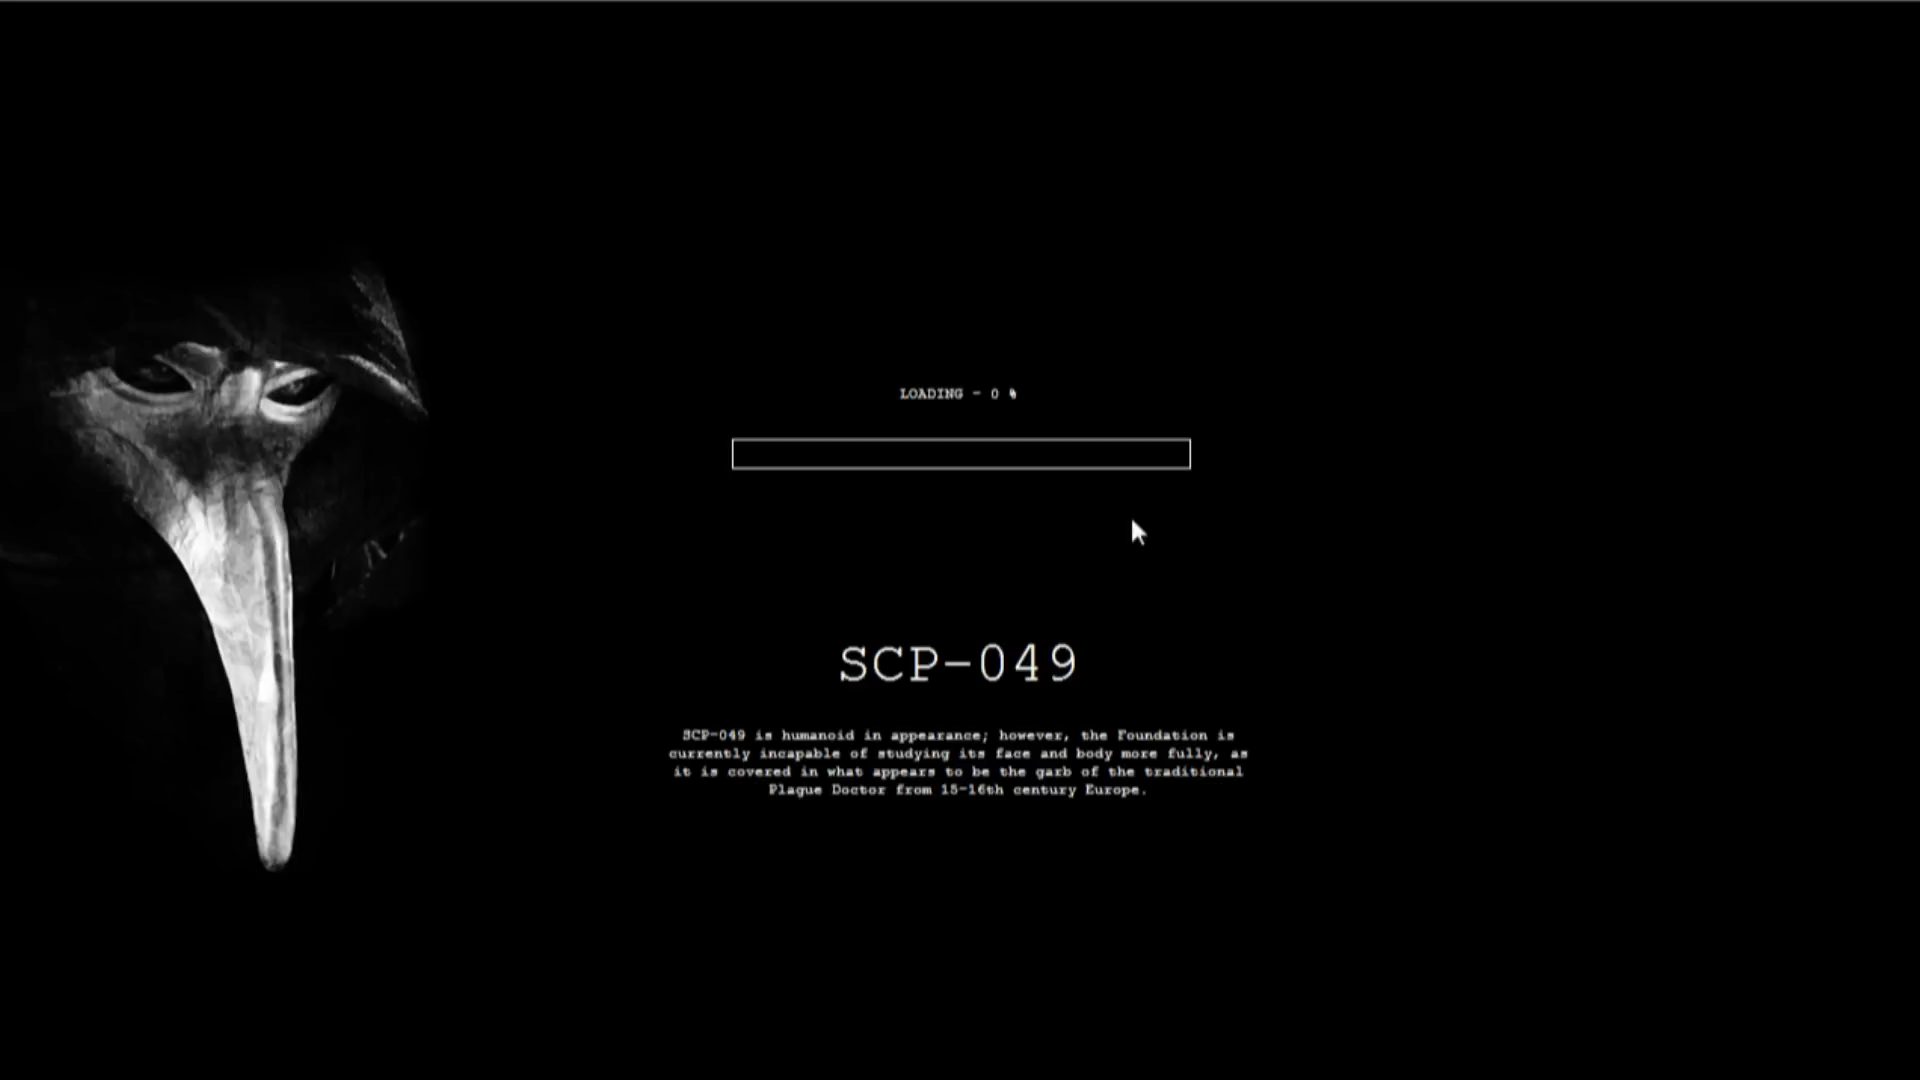 LOADING - 0 %
SCP-049
SCP-049 is humanoid in appearance; however, the Foundation is
currently incapable of studying its face and body more fully, as
it is covered in what appears to be the garb of the traditional
Plague Doctor from 15-16th century Europe.